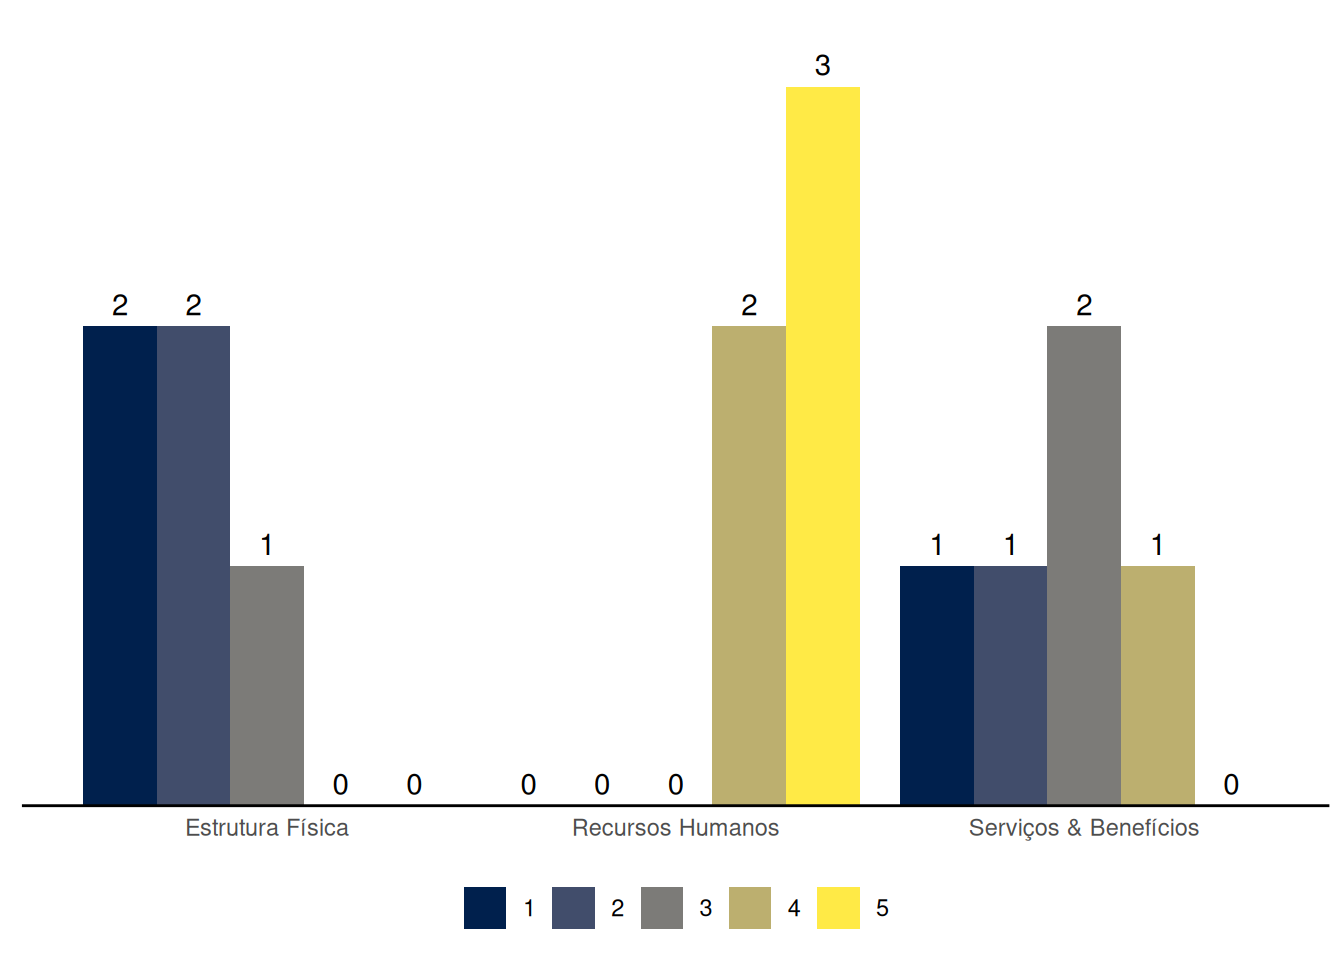 3
2 2 2 2
1 1 1 1
0 0 0 0 0 0
Estrutura Física Recursos Humanos Serviços & Benefícios
1 2 3 4 5